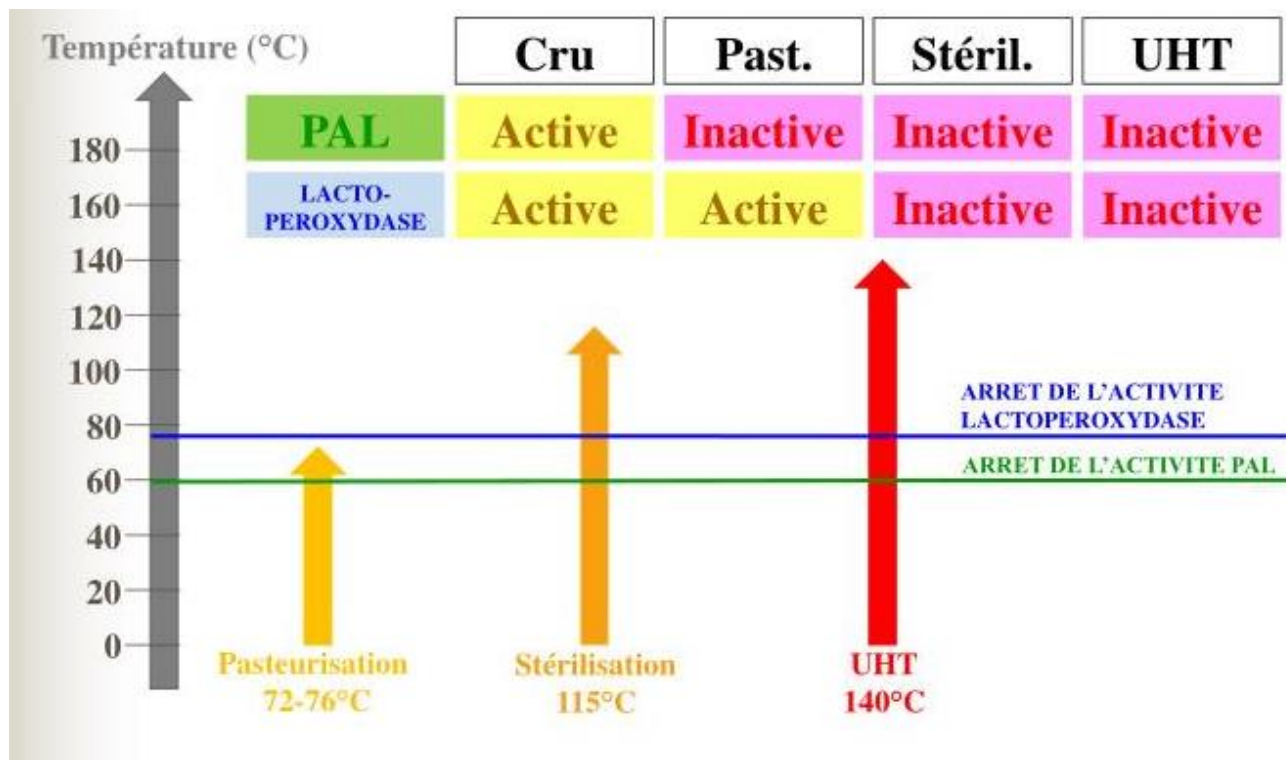 Température (°C)
Cru
Past.
Stéril.
UHT
PAL
Active
Inactive
Inactive
Inactive
LACTO-
PEROXYDASE
Active
Active
Inactive
Inactive
180
160
140
120
100
80
60
40
20
0
ARRET DE L'ACTIVITE
LACTOPEROXYDASE
ARRET DE L'ACTIVITE PAL
Pasteurisation
72-76°C
Stérilisation
115°C
UHT
140°C